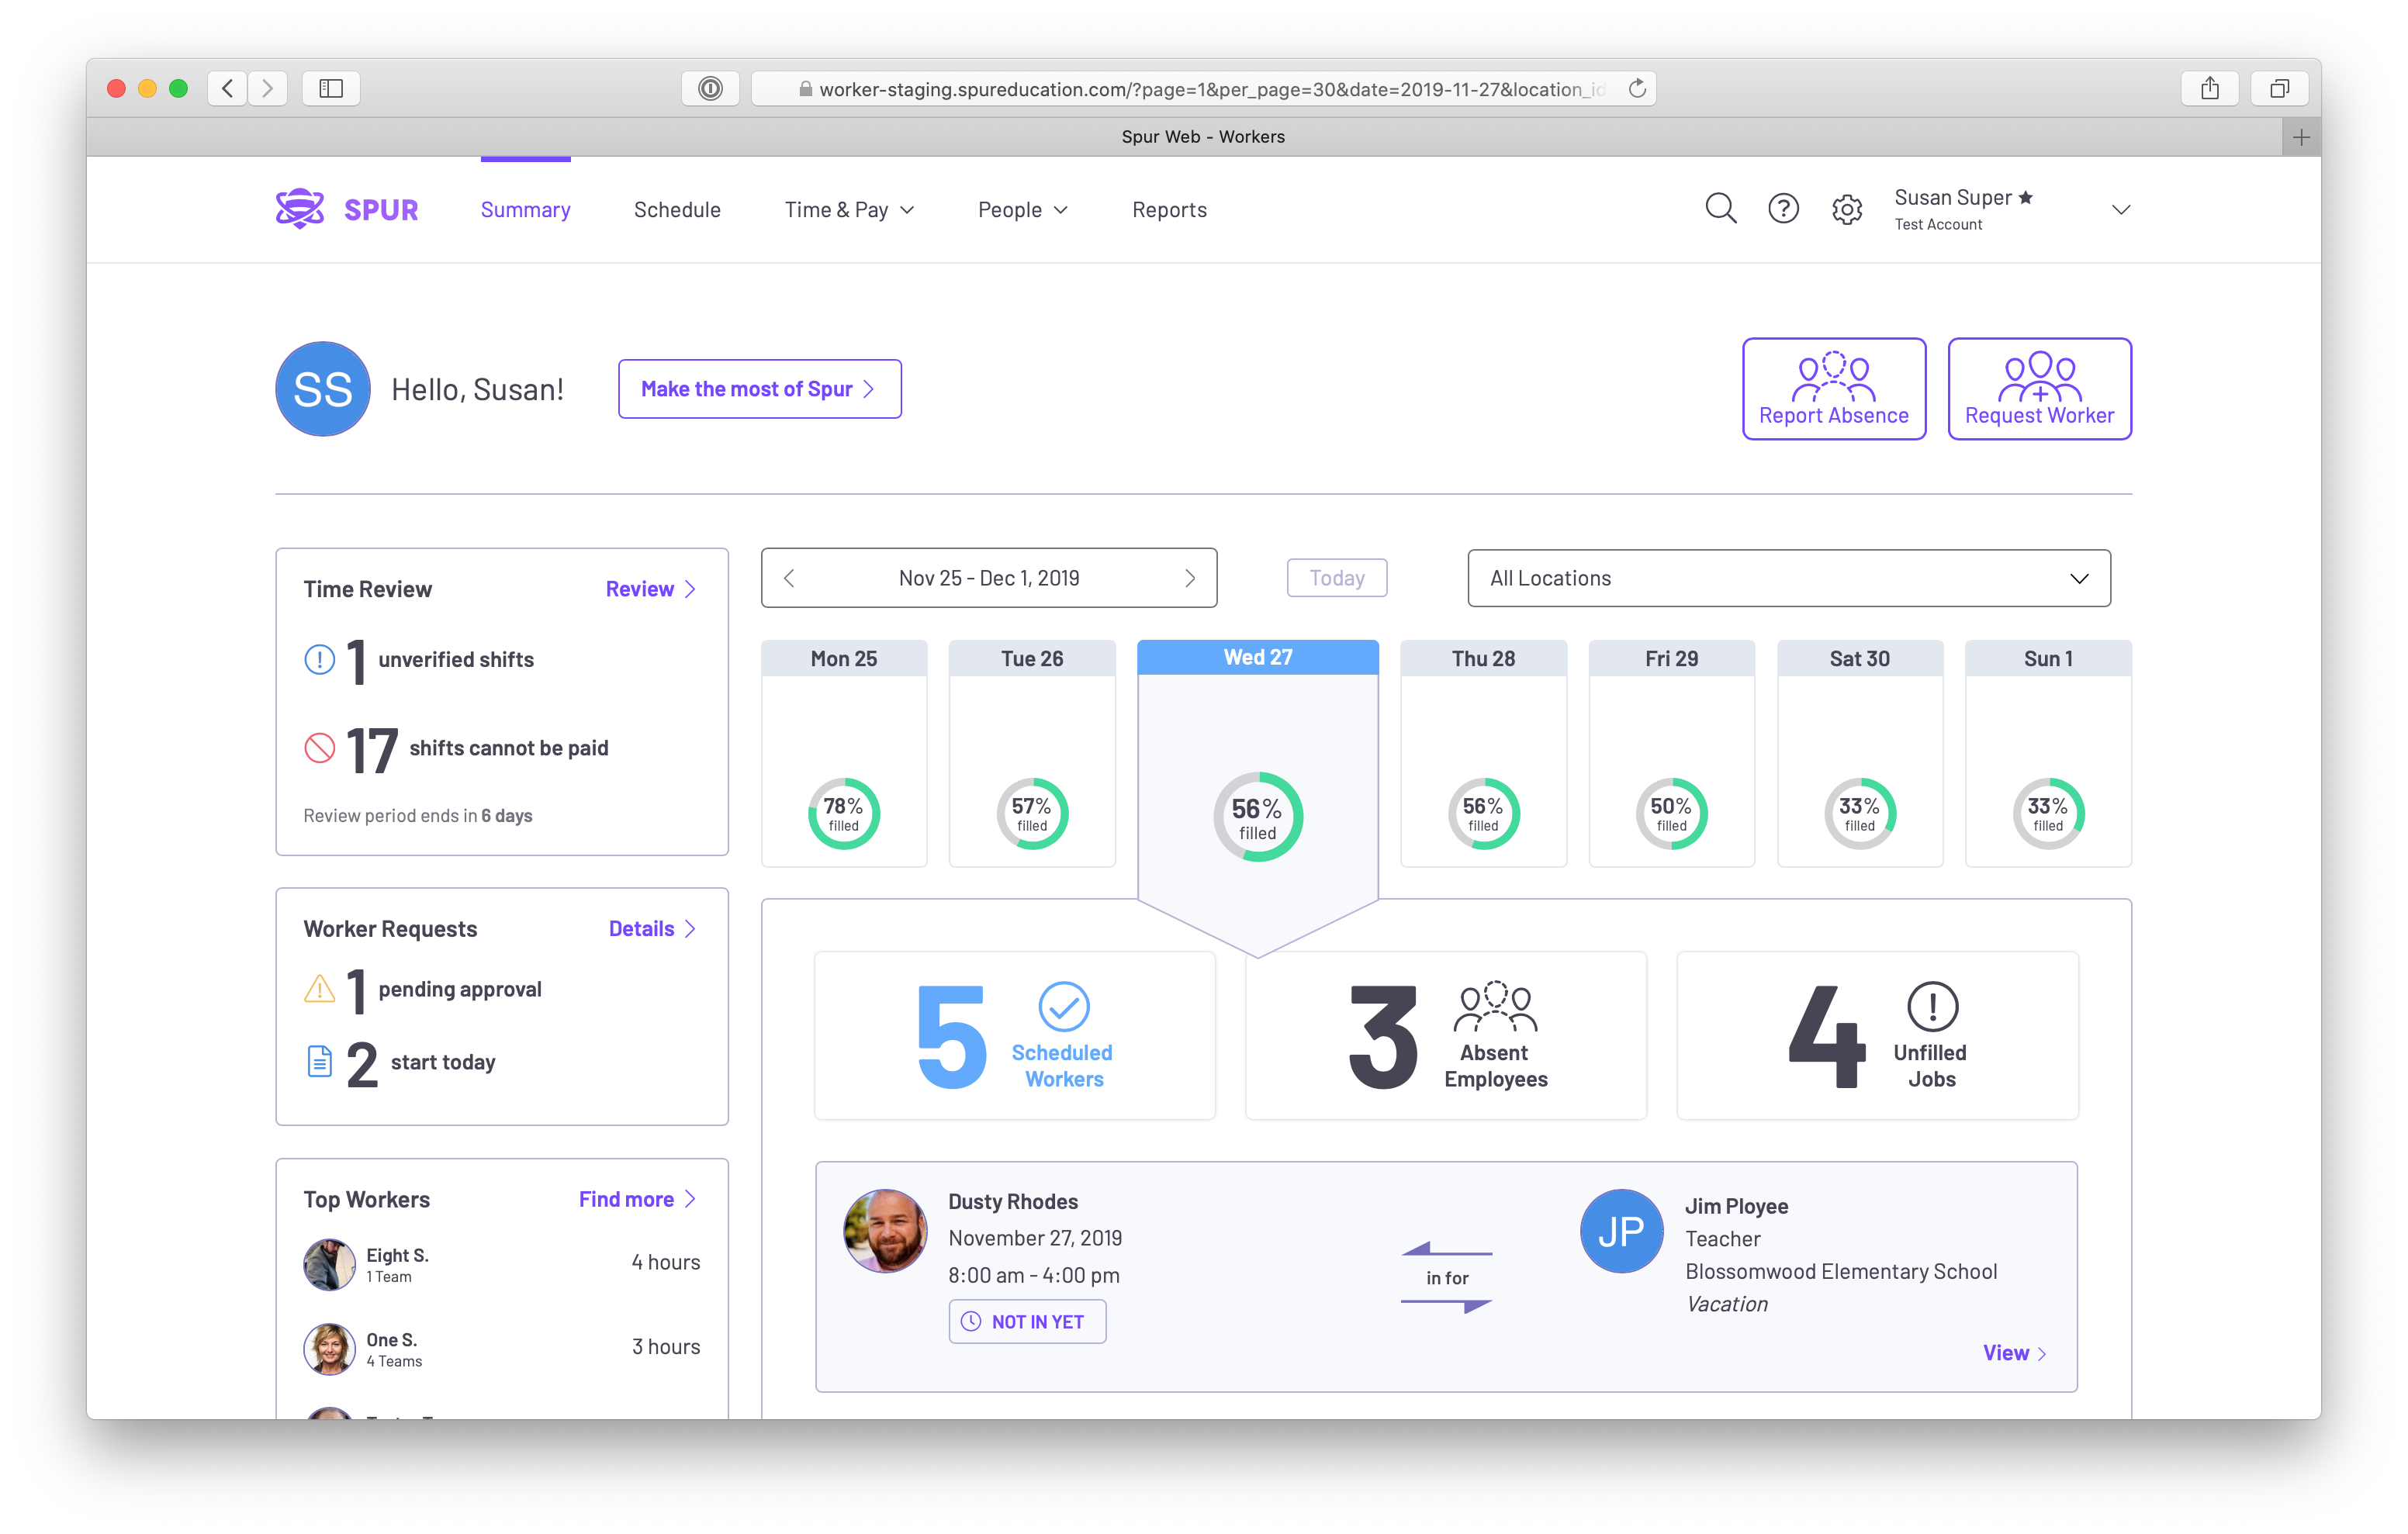 worker-staging.spureducation.com/?page=1&per_page=30&date=2019-11-27&location_id
Spur Web - Workers
SPUR
Summary
Schedule
Time & Pay
People
Reports
Susan Super ★
Test Account
SS
Hello, Susan!
Make the most of Spur
Report Absence
Request Worker
Time Review
Review
1 unverified shifts
17 shifts cannot be paid
Review period ends in 6 days
Worker Requests
Details
1 pending approval
2 start today
Top Workers
Find more
Eight S.
1 Team
4 hours
One S.
4 Teams
3 hours
Nov 25 - Dec 1, 2019
Today
All Locations
Mon 25
78%
filled
Tue 26
57%
filled
Wed 27
56%
filled
Thu 28
56%
filled
Fri 29
50%
filled
Sat 30
33%
filled
Sun 1
33%
filled
5
Scheduled
Workers
3
Absent
Employees
4
Unfilled
Jobs
Dusty Rhodes
November 27, 2019
8:00 am - 4:00 pm
NOT IN YET
in for
JP
Jim Ployee
Teacher
Blossomwood Elementary School
Vacation
View